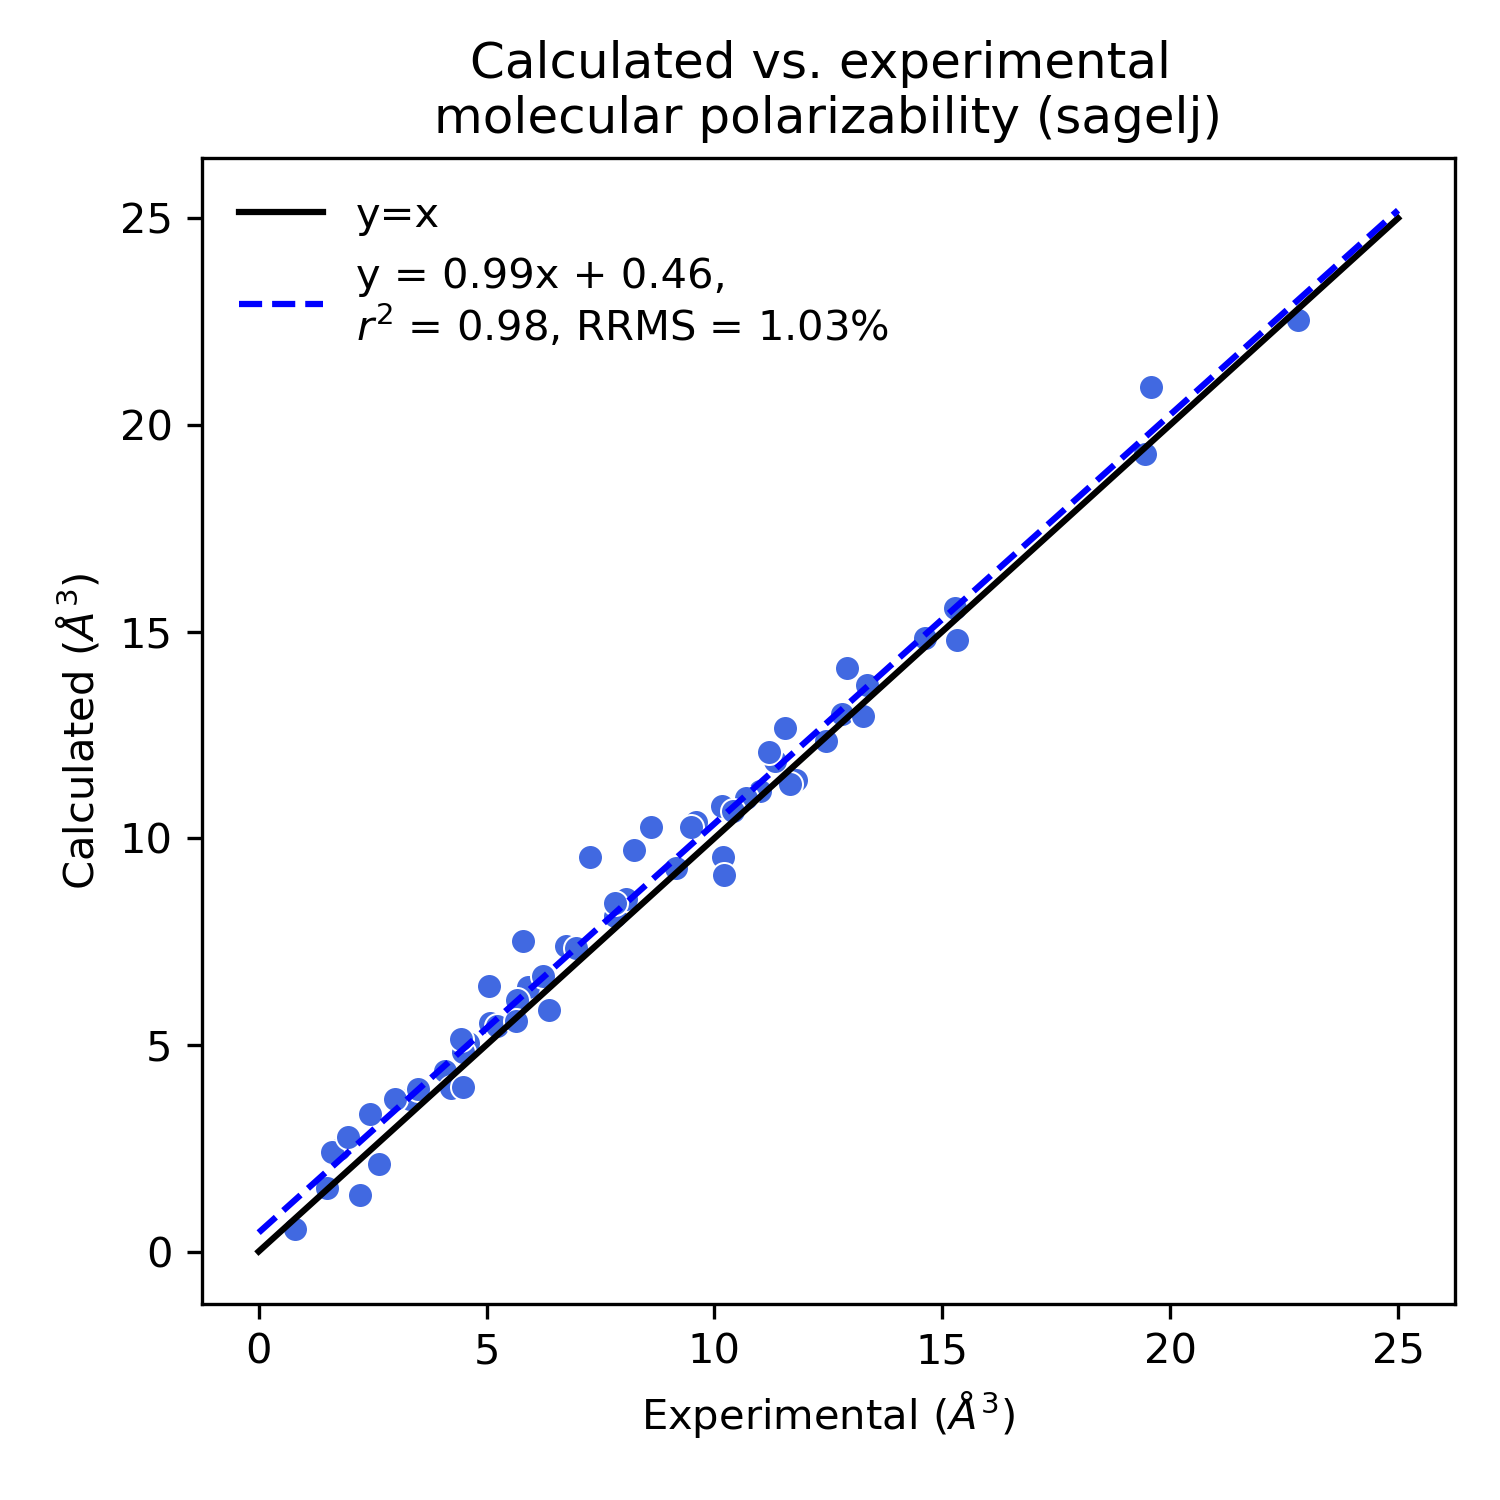 Calculated vs. experimental
molecular polarizability (sagelj)
y=x
y = 0.99x + 0.46,
r² = 0.98, RRMS = 1.03%
25
20
15
10
5
0
Calculated (Å³)
0 5 10 15 20 25
Experimental (Å³)